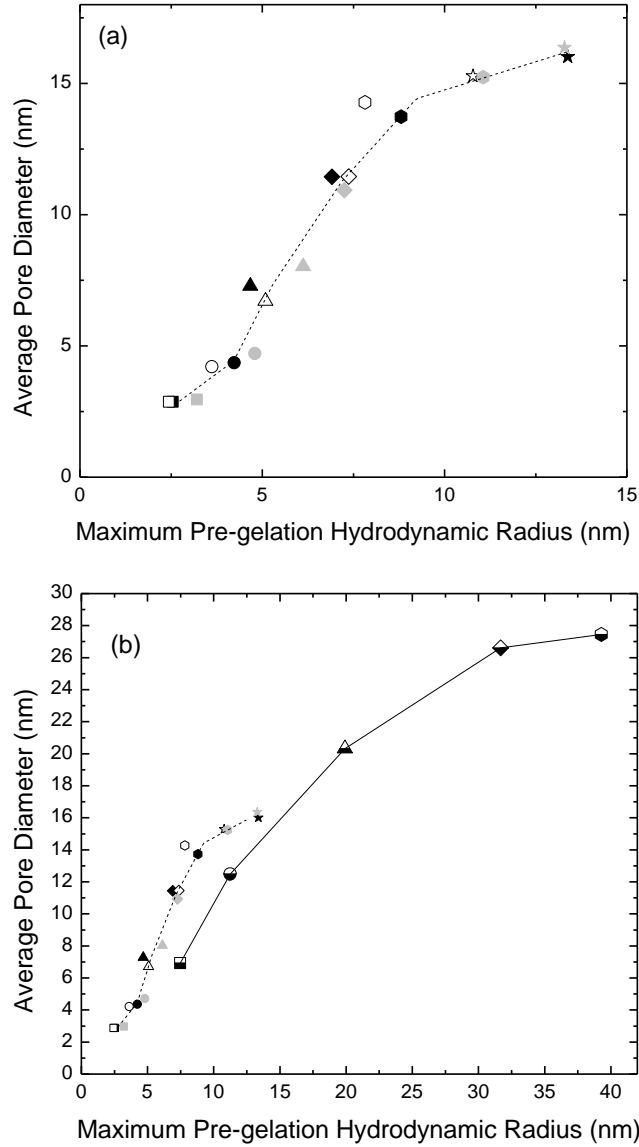 (a)
15
10
5
0
Average Pore Diameter (nm)
0 5 10 15
Maximum Pre-gelation Hydrodynamic Radius (nm)
(b)
30
28
26
24
22
20
18
16
14
12
10
8
6
4
2
0
Average Pore Diameter (nm)
0 5 10 15 20 25 30 35 40
Maximum Pre-gelation Hydrodynamic Radius (nm)